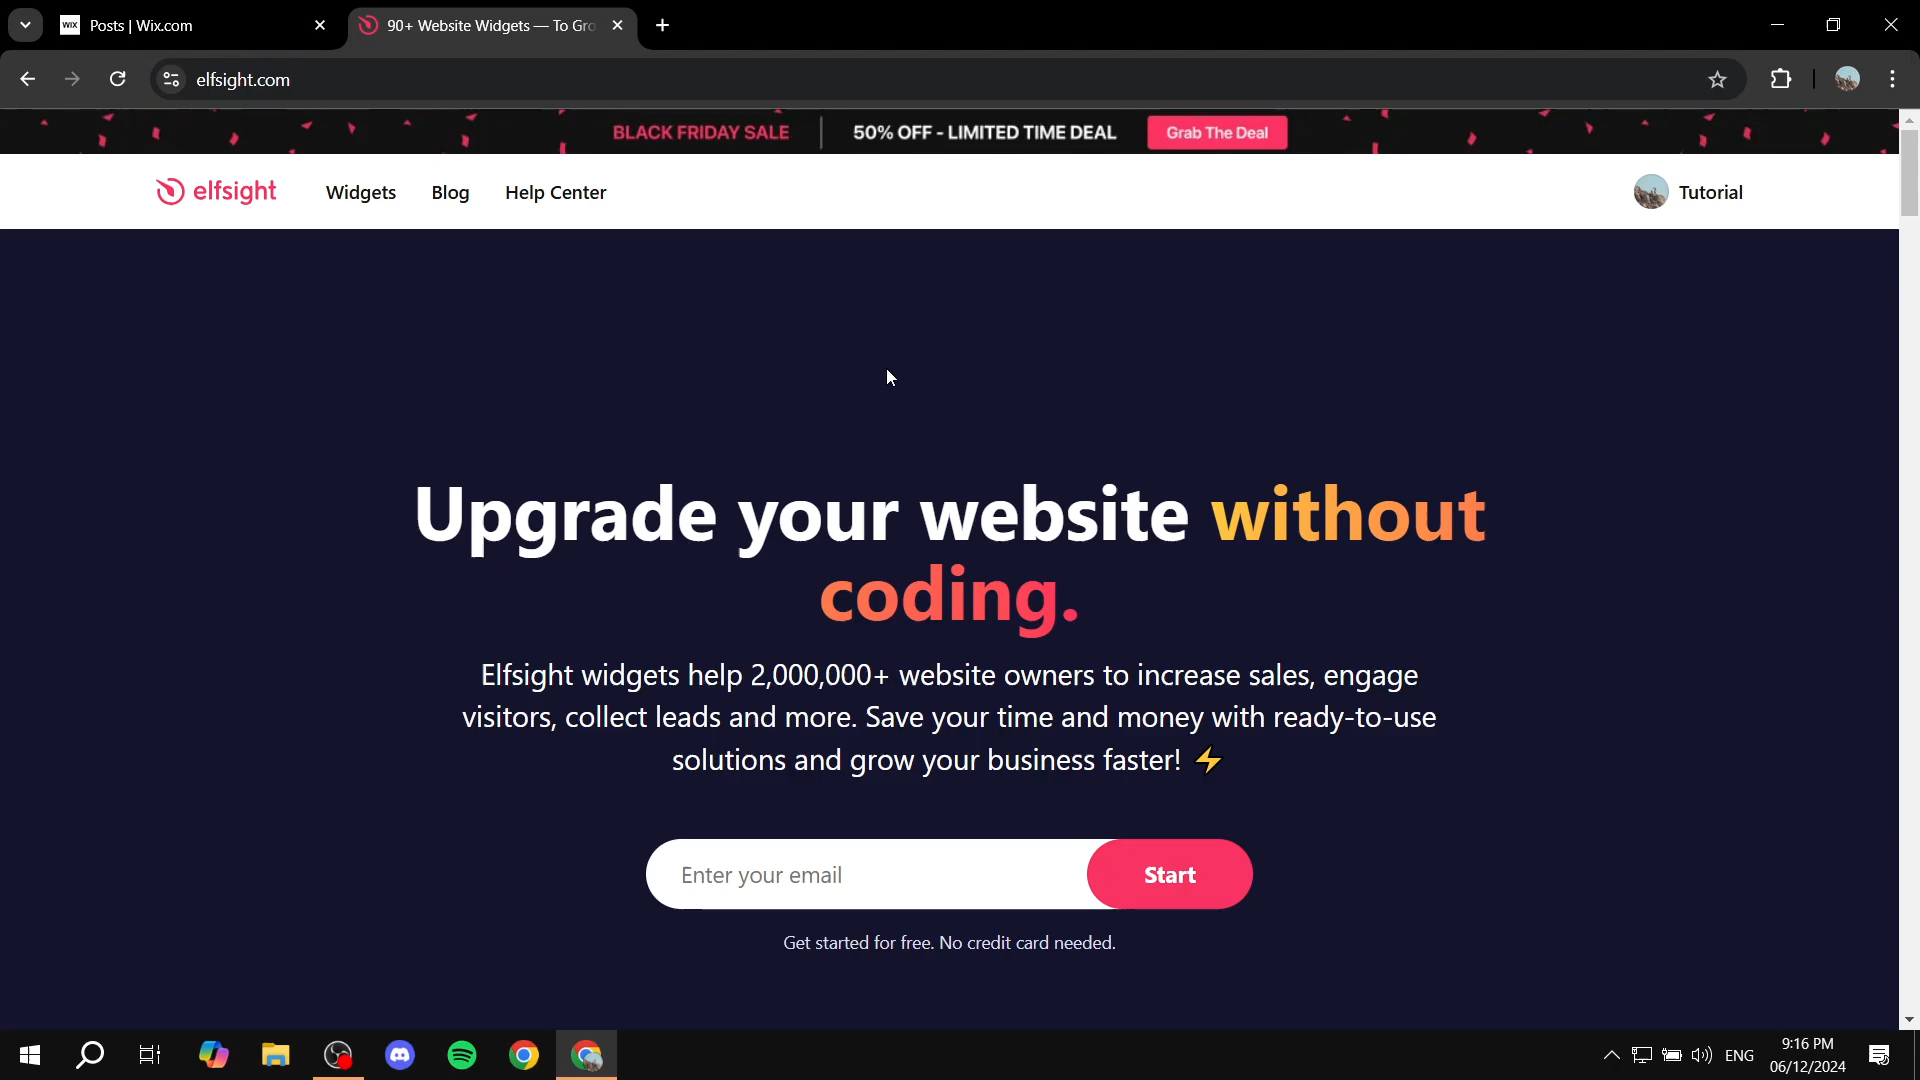 WIX Posts | Wix.com
90+ Website Widgets — To Gro
elfsight.com
BLACK FRIDAY SALE 50% OFF - LIMITED TIME DEAL Grab The Deal
elfsight Widgets Blog Help Center Tutorial
Upgrade your website without
coding.
Elfsight widgets help 2,000,000+ website owners to increase sales, engage
visitors, collect leads and more. Save your time and money with ready-to-use
solutions and grow your business faster! ⚡
Enter your email Start
Get started for free. No credit card needed.
ENG
9:16 PM
06/12/2024